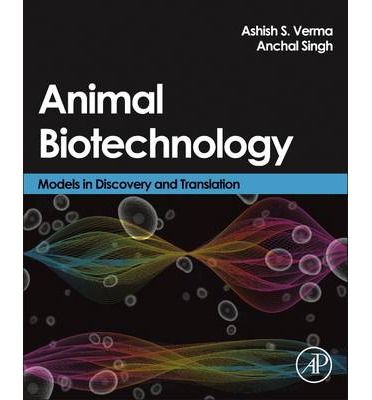 Ashish S. Verma
Anchal Singh
Animal
Biotechnology
Models in Discovery and Translation
AP